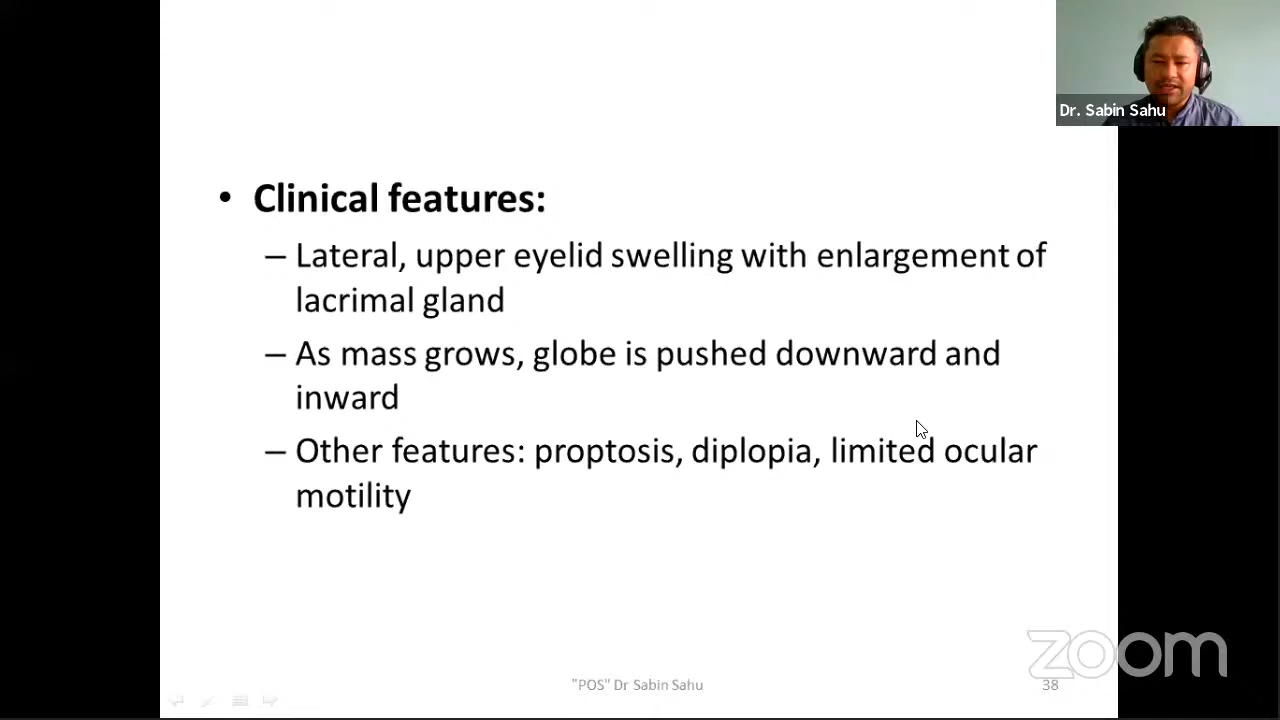 Dr. Sabin Sahu
• Clinical features:
– Lateral, upper eyelid swelling with enlargement of
lacrimal gland
– As mass grows, globe is pushed downward and
inward
– Other features: proptosis, diplopia, limited ocular
motility
zoom
"POS" Dr Sabin Sahu
38